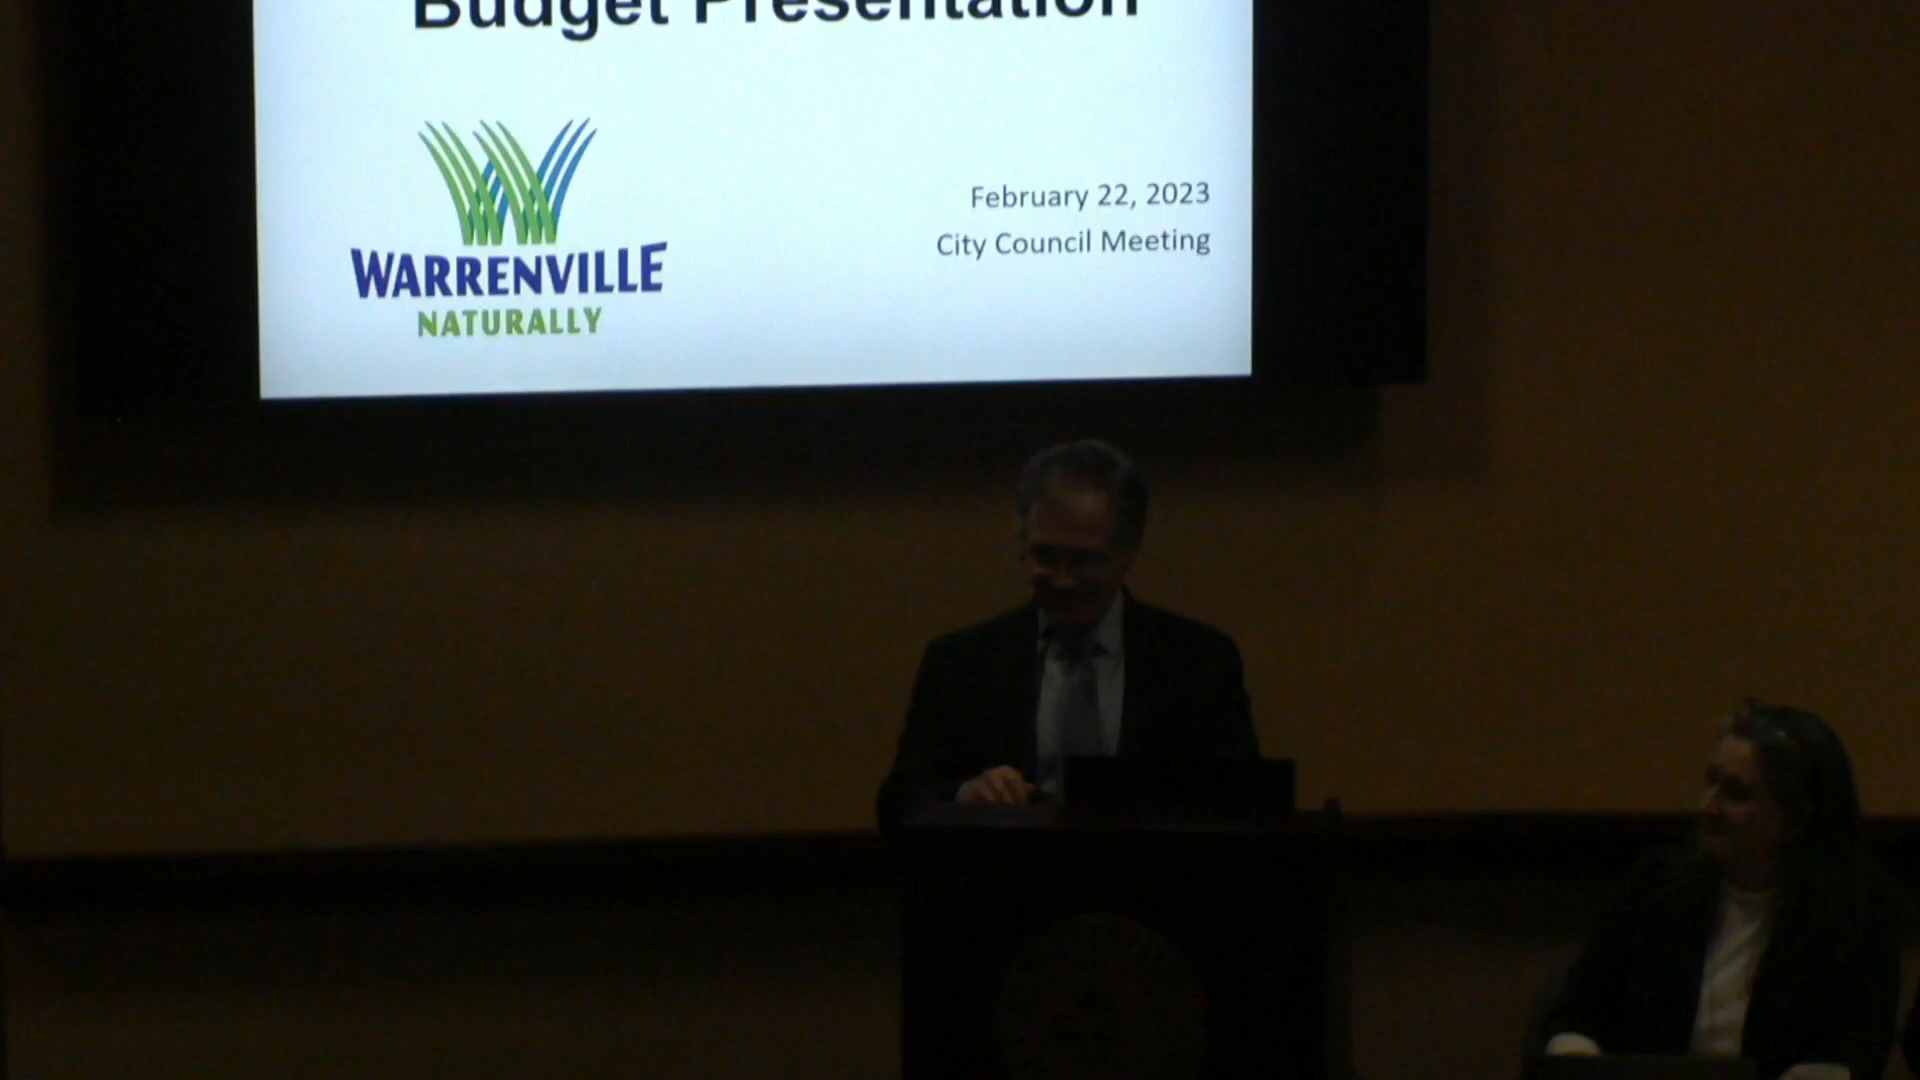 Budget Presentation
WARRENVILLE
NATURALLY
February 22, 2023
City Council Meeting